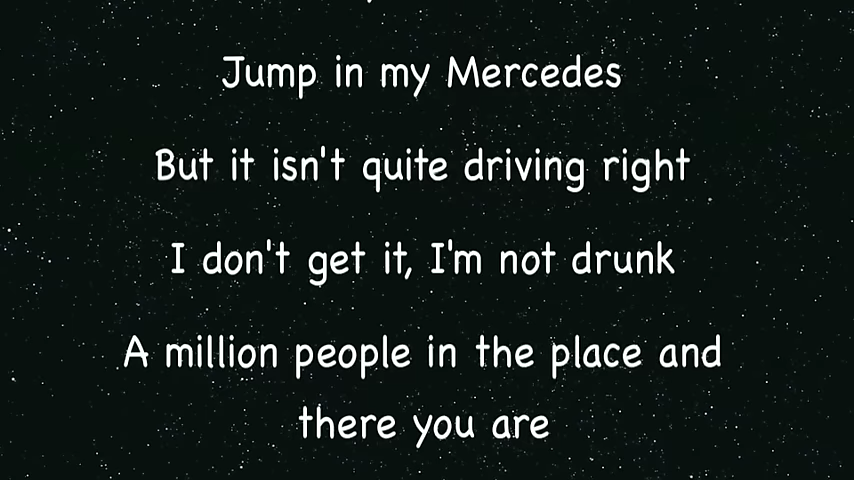 Jump in my Mercedes
But it isn't quite driving right
I don't get it, I'm not drunk
A million people in the place and
there you are